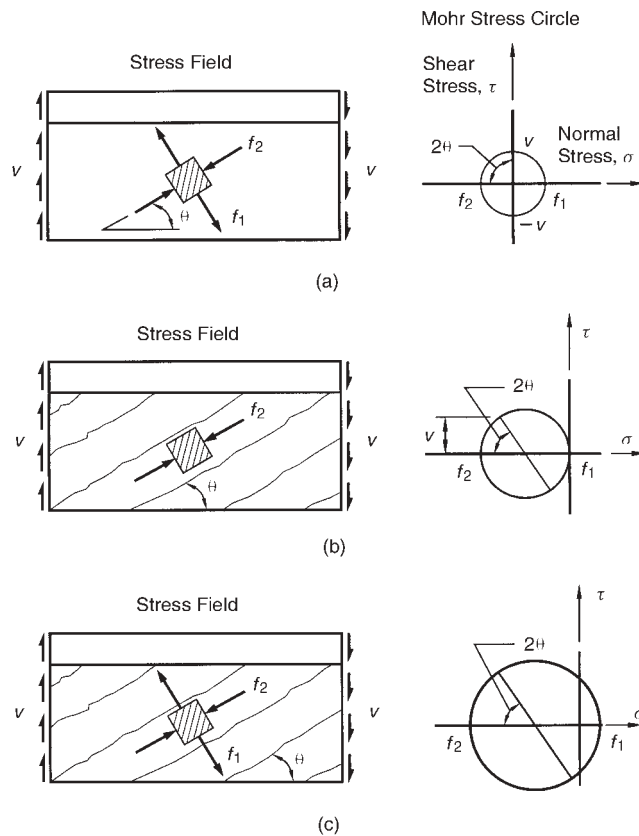 Mohr Stress Circle
Stress Field
Shear
Stress, τ
v
v
f₂
θ
f₁
2θ
v
Normal
Stress, σ
f₂
f₁
−v
(a)
Stress Field
v
v
f₂
θ
τ
2θ
v
σ
f₂
f₁
(b)
Stress Field
v
v
f₂
f₁
θ
τ
2θ
σ
f₂
f₁
(c)